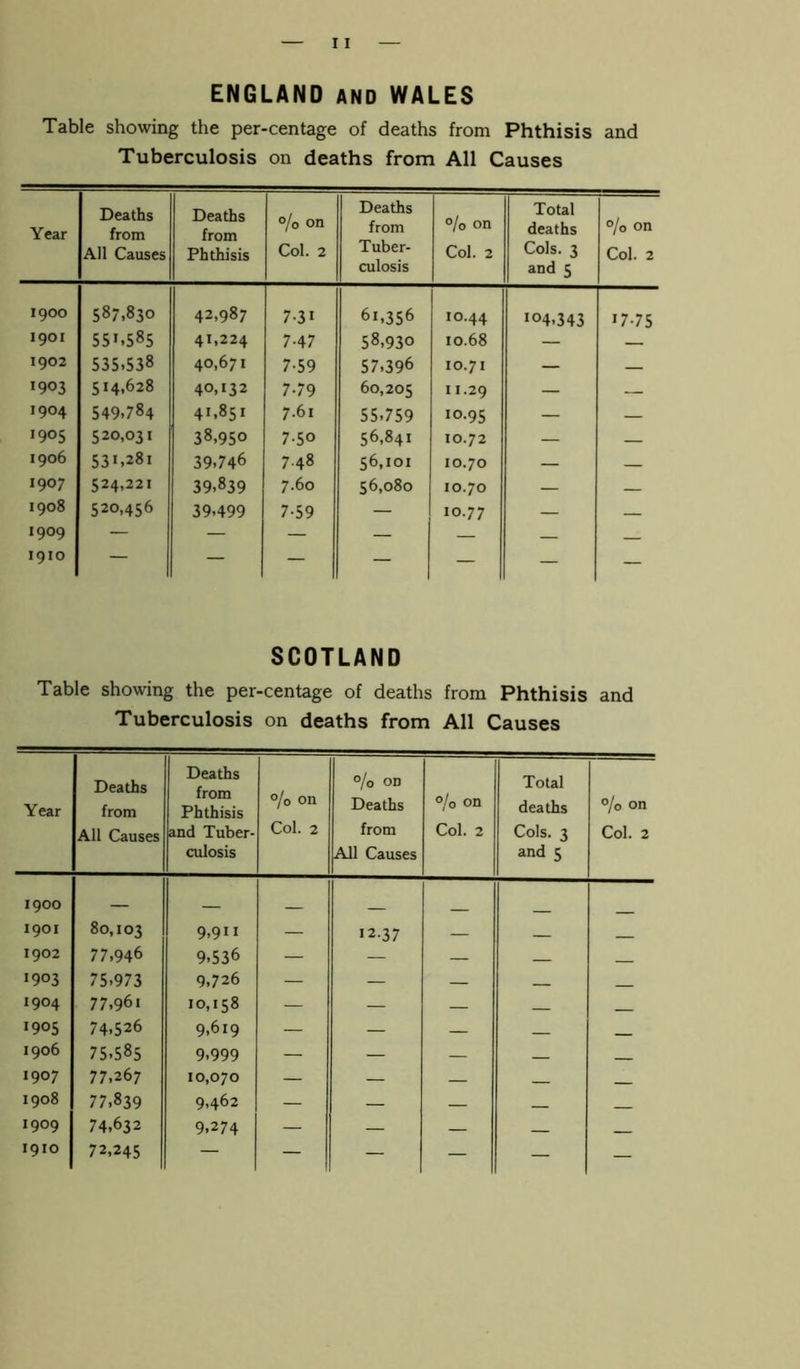 — 11 —
ENGLAND AND WALES
Table showing the per-centage of deaths from Phthisis and
Tuberculosis on deaths from All Causes
Year | Deaths from All Causes | Deaths from Phthisis | % on Col. 2 | Deaths from Tuber-culosis | % on Col. 2 | Total deaths Cols. 3 and 5 | % on Col. 2
1900 587,830 42,987 7.31 61,356 10.44 104,343 17.75
1901 551,585 41,224 7.47 58,930 10.68 — —
1902 535,538 40,671 7.59 57,396 10.71 — —
1903 514,628 40,132 7.79 60,205 11.29 — —
1904 549,784 41,851 7.61 55,759 10.95 — —
1905 520,031 38,950 7.50 56,841 10.72 — —
1906 531,281 39,746 7.48 56,101 10.70 — —
1907 524,221 39,839 7.60 56,080 10.70 — —
1908 520,456 39,499 7.59 — 10.77 — —
1909 — — — — — — —
1910 — — — — — — —
SCOTLAND
Table showing the per-centage of deaths from Phthisis and
Tuberculosis on deaths from All Causes
Year | Deaths from All Causes | Deaths from Phthisis and Tuber-culosis | % on Col. 2 | % on Deaths from All Causes | % on Col. 2 | Total deaths Cols. 3 and 5 | % on Col. 2
1900 — — — — — — —
1901 80,103 9,911 — 12.37 — — —
1902 77,946 9,536 — — — — —
1903 75,973 9,726 — — — — —
1904 77,961 10,158 — — — — —
1905 74,526 9,619 — — — — —
1906 75,585 9,999 — — — — —
1907 77,267 10,070 — — — — —
1908 77,839 9,462 — — — — —
1909 74,632 9,274 — — — — —
1910 72,245 — — — — — —